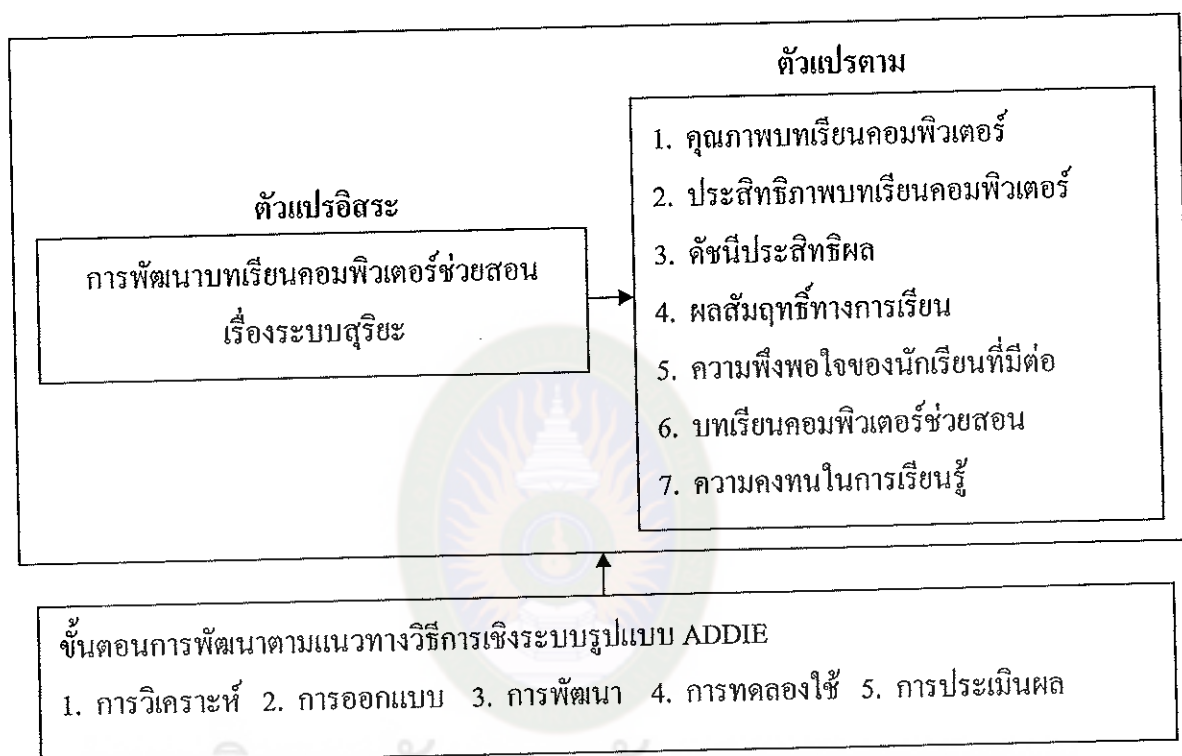 ตัวแปรตาม
1. คุณภาพบทเรียนคอมพิวเตอร์
2. ประสิทธิภาพบทเรียนคอมพิวเตอร์
3. ดัชนีประสิทธิผล
4. ผลสัมฤทธิ์ทางการเรียน
5. ความพึงพอใจของนักเรียนที่มีต่อ
6. บทเรียนคอมพิวเตอร์ช่วยสอน
7. ความคงทนในการเรียนรู้
ตัวแปรอิสระ
การพัฒนาบทเรียนคอมพิวเตอร์ช่วยสอน
เรื่องระบบสุริยะ
ขั้นตอนการพัฒนาตามแนวทางวิธีการเชิงระบบรูปแบบ ADDIE
1. การวิเคราะห์ 2. การออกแบบ 3. การพัฒนา 4. การทดลองใช้ 5. การประเมินผล